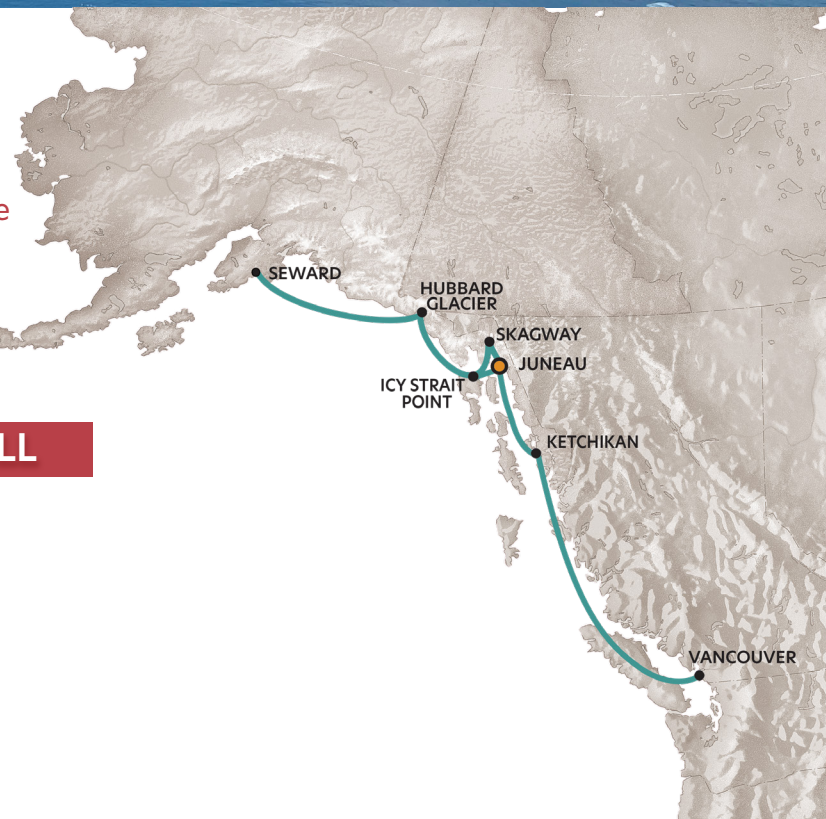 SEWARD
HUBBARD
GLACIER
SKAGWAY
JUNEAU
ICY STRAIT
POINT
LL
KETCHIKAN
VANCOUVER